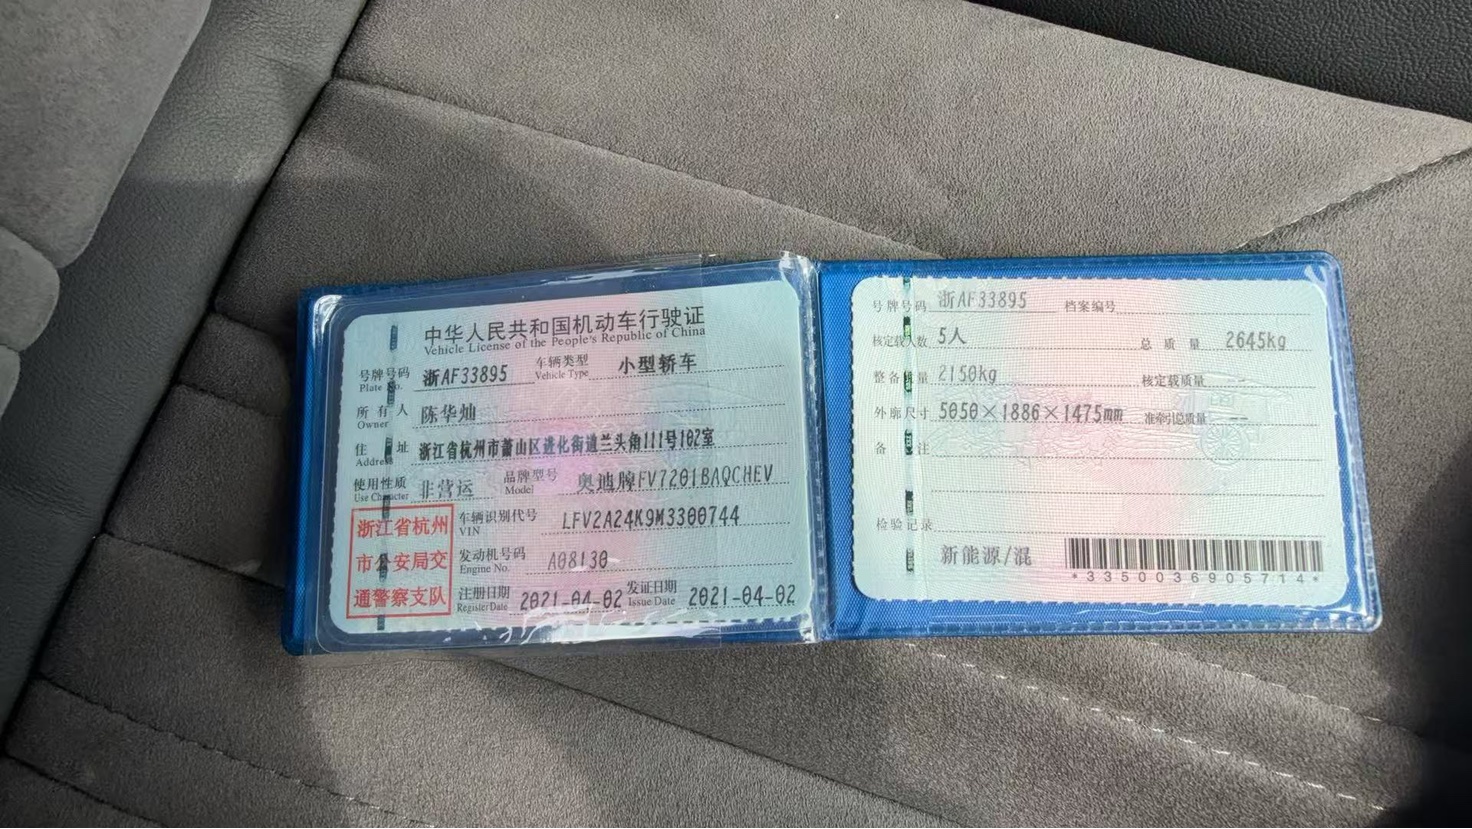 中华人民共和国机动车行驶证
Vehicle License of the People's Republic of China
号牌号码 浙AF33895 车辆类型 小型轿车
Plate No. Vehicle Type
所有人 陈华灿
Owner
住址 浙江省杭州市萧山区进化街道兰头角111号102室
Address
使用性质 非营运 品牌型号 奥迪牌FV7201BAQCHEV
Use Character Model
浙江省杭州
市公安局交
通警察支队
车辆识别代号 LFV2A24K9M3300744
VIN
发动机号码 A08130
Engine No.
注册日期 2021-04-02 发证日期 2021-04-02
Register Date Issue Date
号牌号码 浙AF33895 档案编号
核定载人数 5人 总质量 2645kg
整备质量 2150kg 核定载质量 --
外廓尺寸 5050×1886×1475mm 准牵引总质量 --
备注
检验记录
新能源/混
*3350036905714*